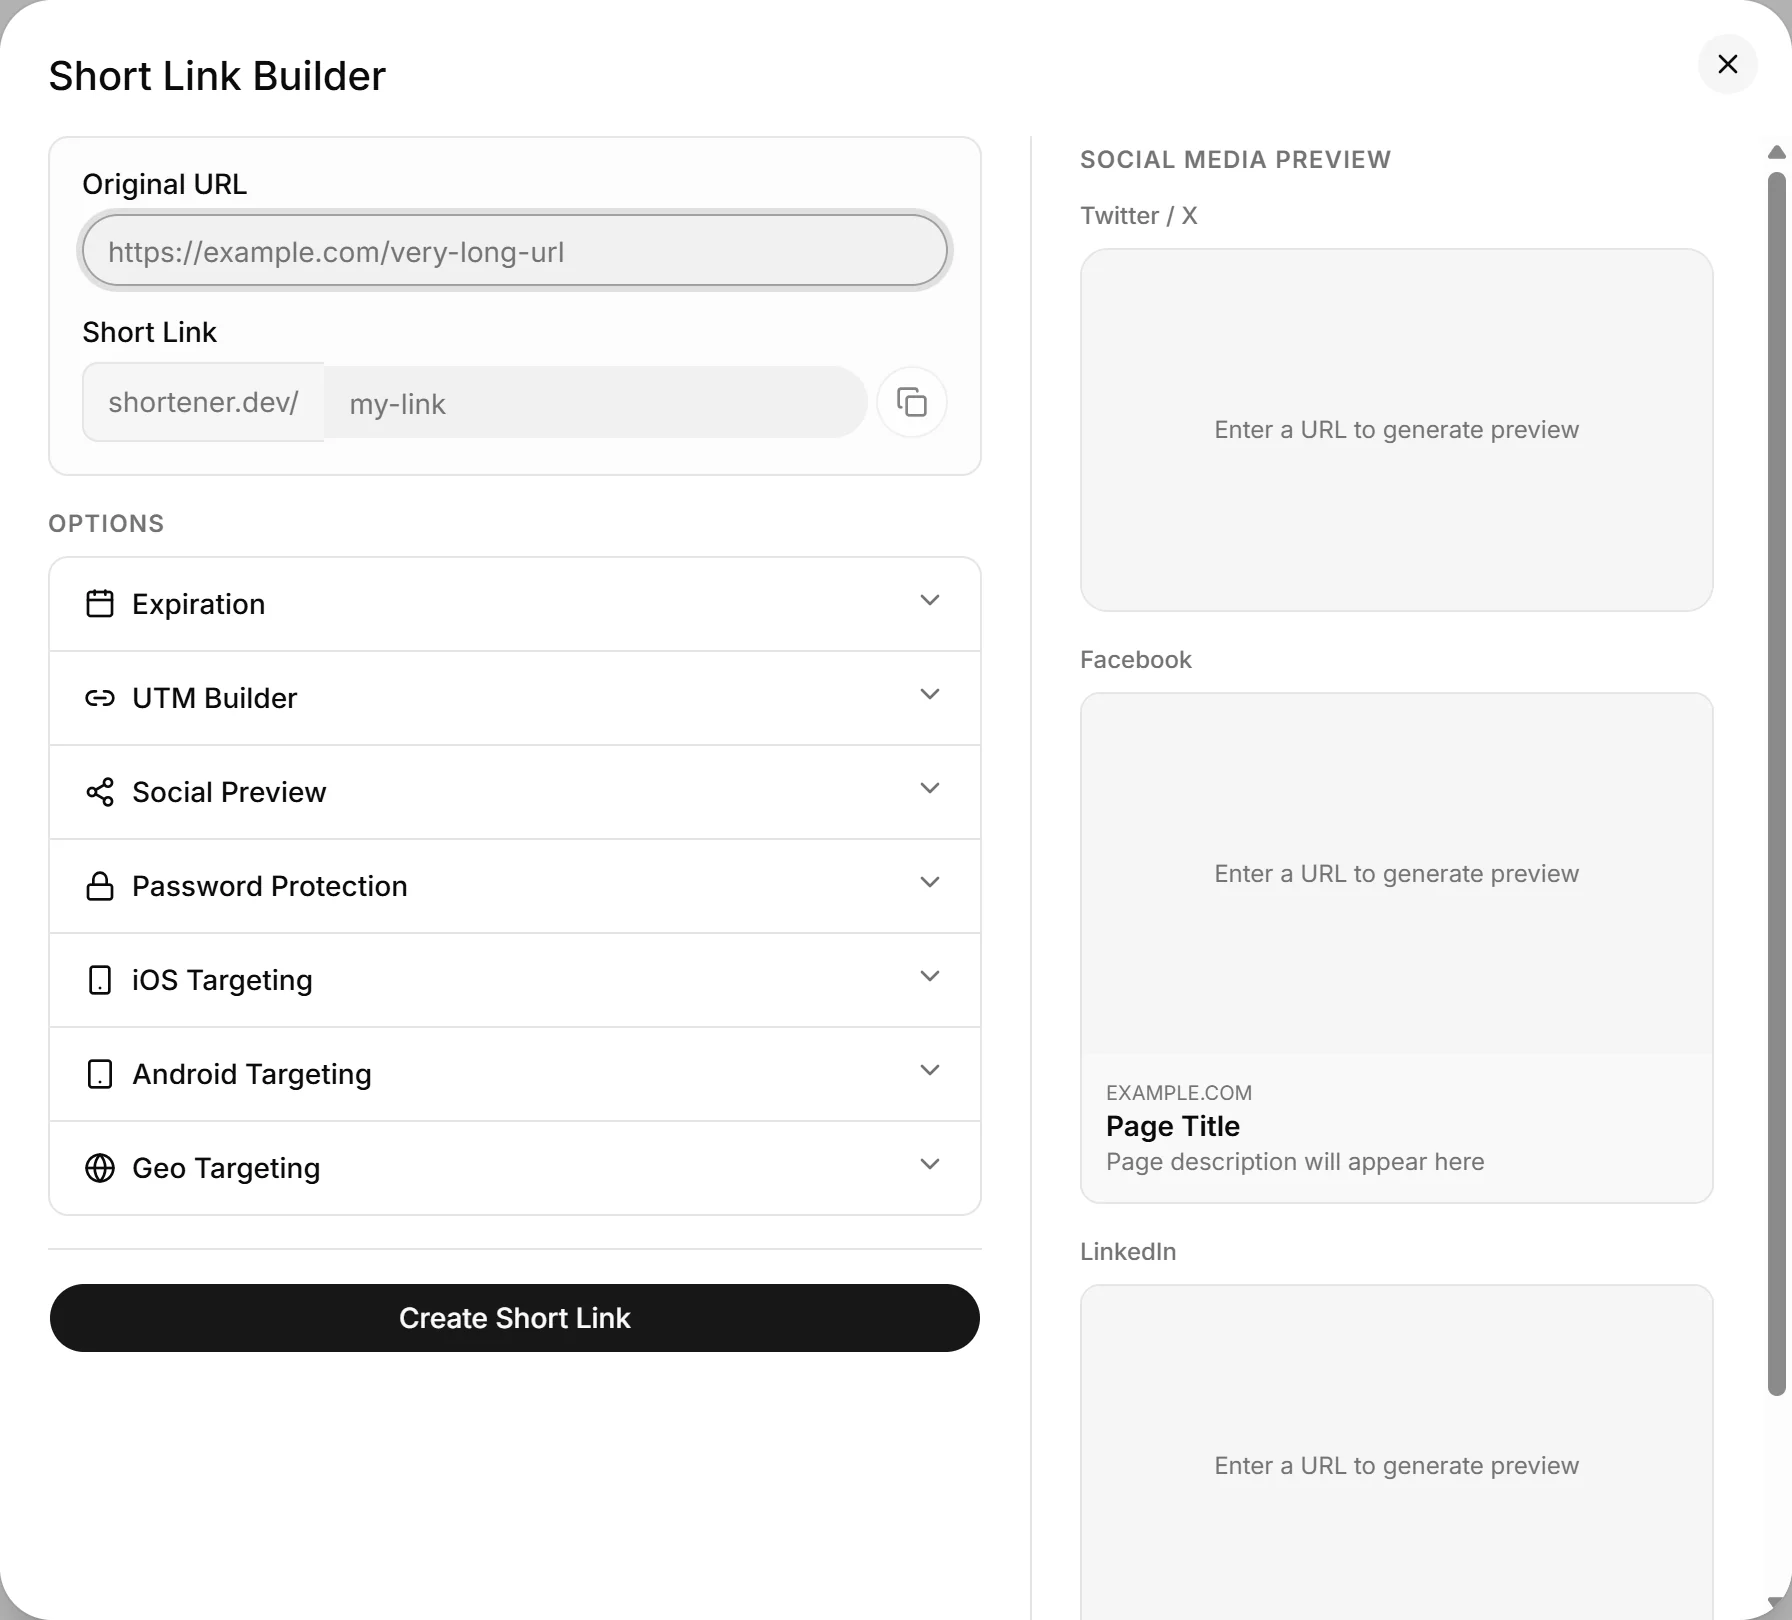 Short Link Builder
Original URL
https://example.com/very-long-url
Short Link
shortener.dev/ my-link
OPTIONS
Expiration
UTM Builder
Social Preview
Password Protection
iOS Targeting
Android Targeting
Geo Targeting
Create Short Link
SOCIAL MEDIA PREVIEW
Twitter / X
Enter a URL to generate preview
Facebook
Enter a URL to generate preview
EXAMPLE.COM
Page Title
Page description will appear here
LinkedIn
Enter a URL to generate preview